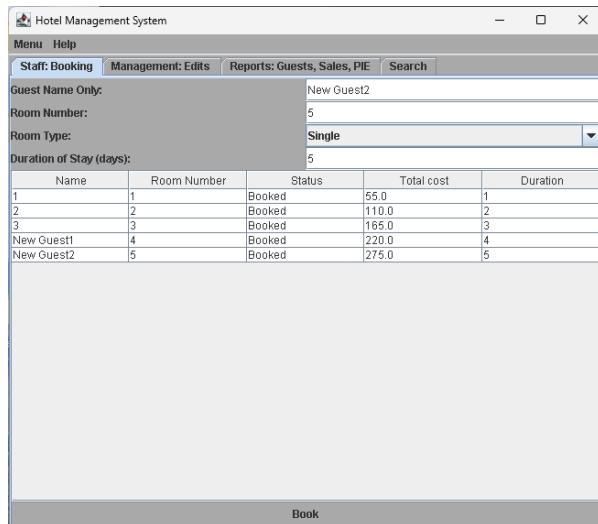 Hotel Management System
Menu Help
Staff: Booking Management: Edits Reports: Guests, Sales, PIE Search
Guest Name Only: New Guest2
Room Number: 5
Room Type: Single
Duration of Stay (days): 5
Name Room Number Status Total cost Duration
1 1 Booked 55.0 1
2 2 Booked 110.0 2
3 3 Booked 165.0 3
New Guest1 4 Booked 220.0 4
New Guest2 5 Booked 275.0 5
Book